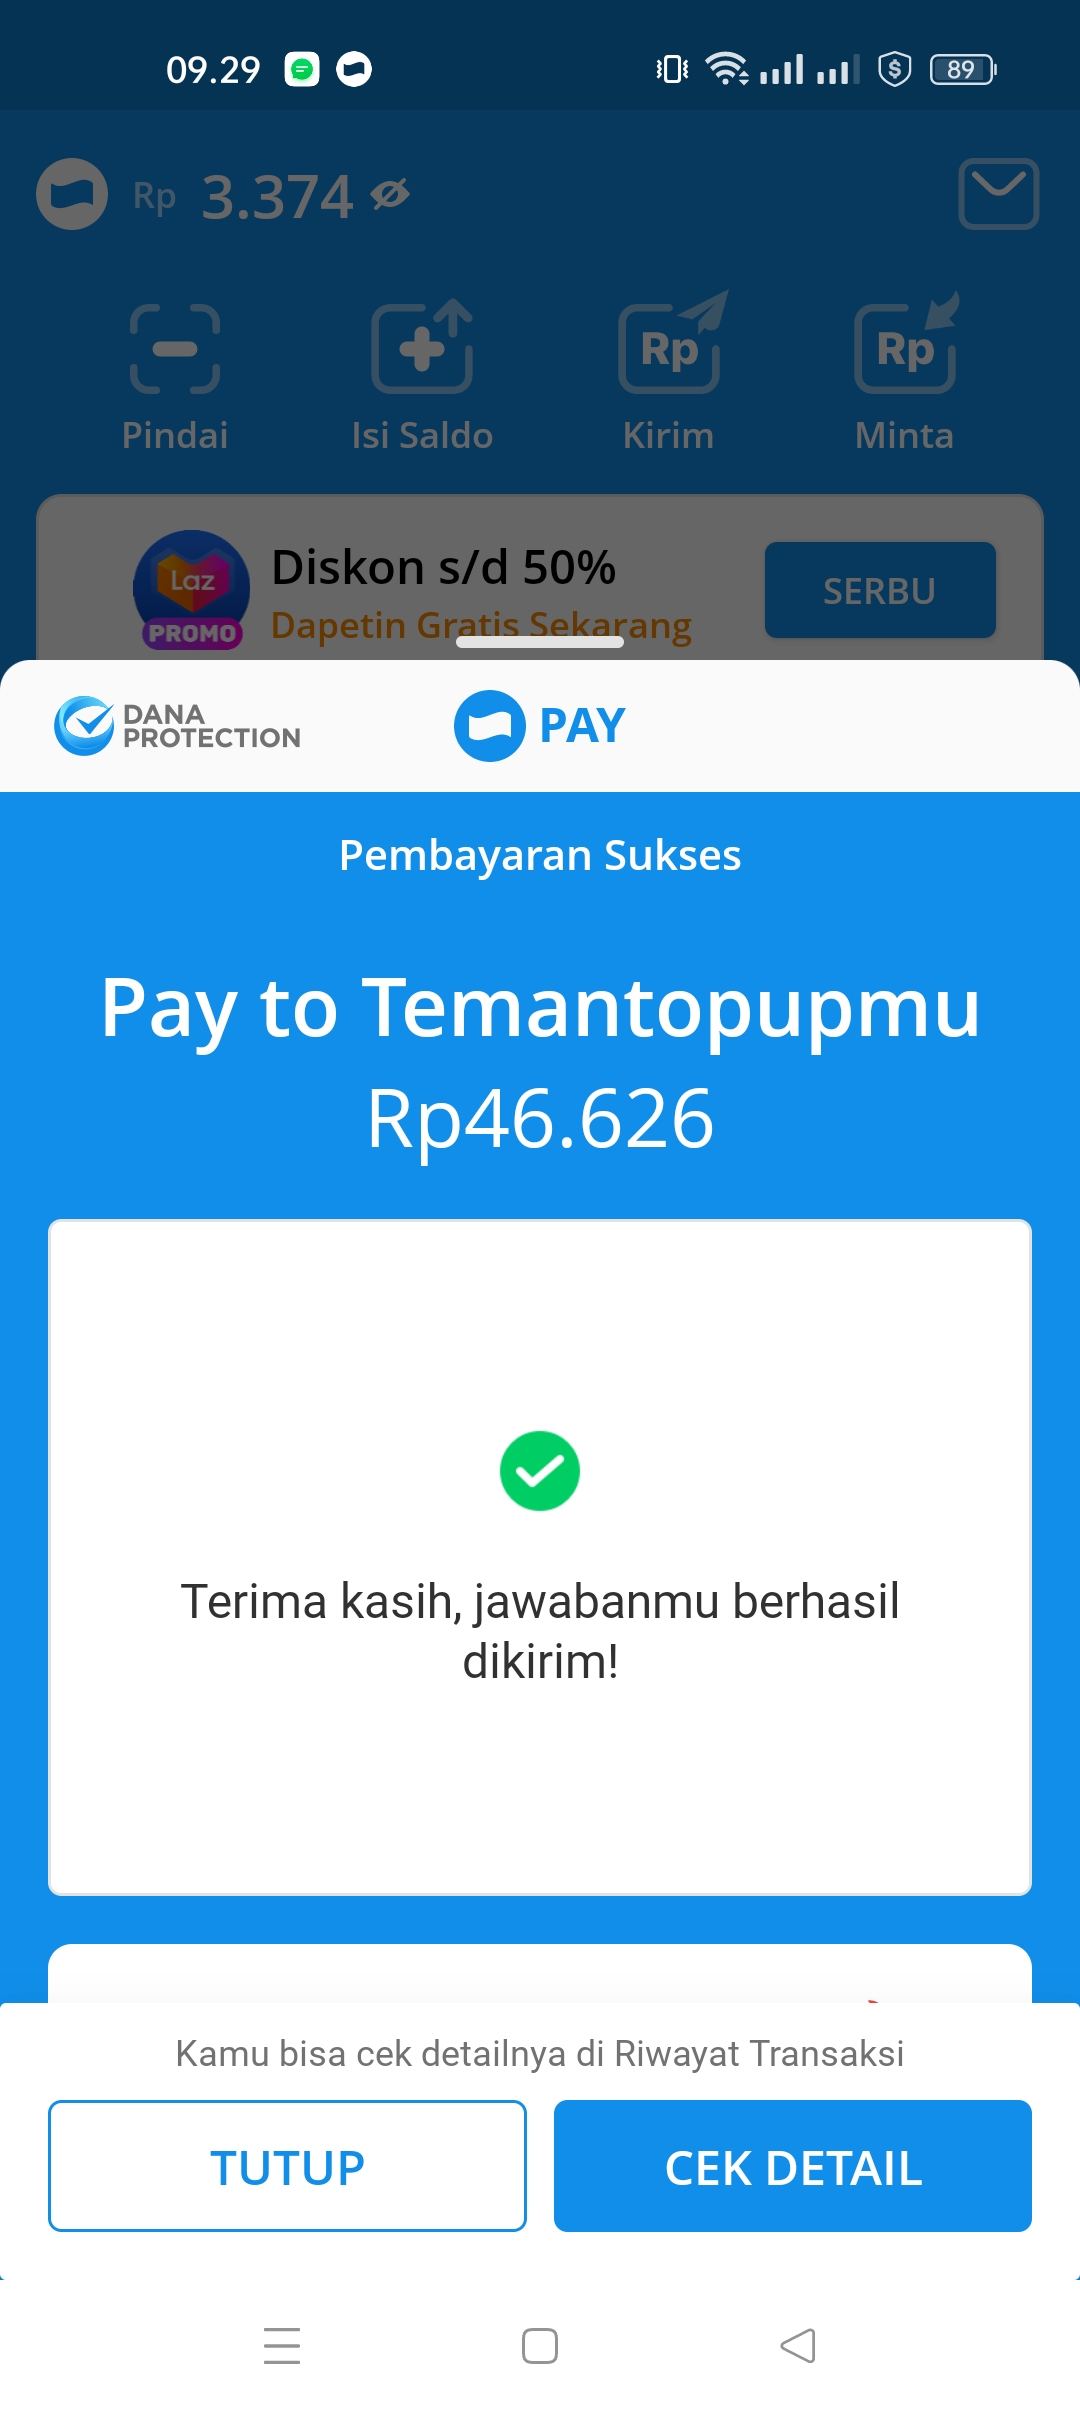 09.29
89
Rp 3.374
Rp
Rp
Pindai
Isi Saldo
Kirim
Minta
Laz
PROMO
Diskon s/d 50%
Dapetin Gratis Sekarang
SERBU
DANA
PROTECTION
PAY
Pembayaran Sukses
Pay to Temantopupmu
Rp46.626
Terima kasih, jawabanmu berhasil
dikirim!
Kamu bisa cek detailnya di Riwayat Transaksi
TUTUP
CEK DETAIL